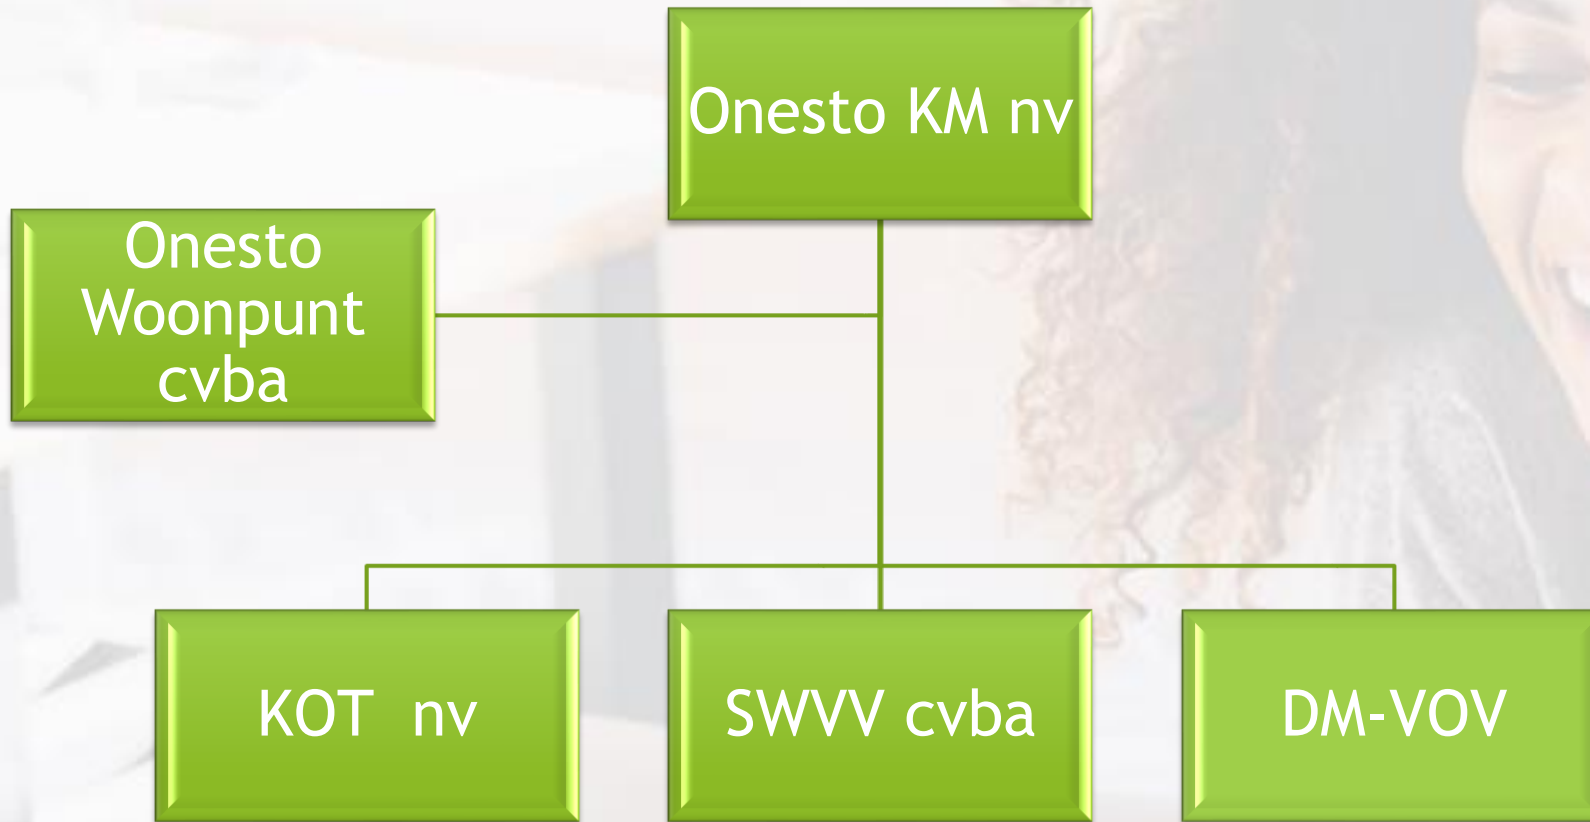 Onesto KM nv
Onesto
Woonpunt
cvba
KOT nv
SWVV cvba
DM-VOV